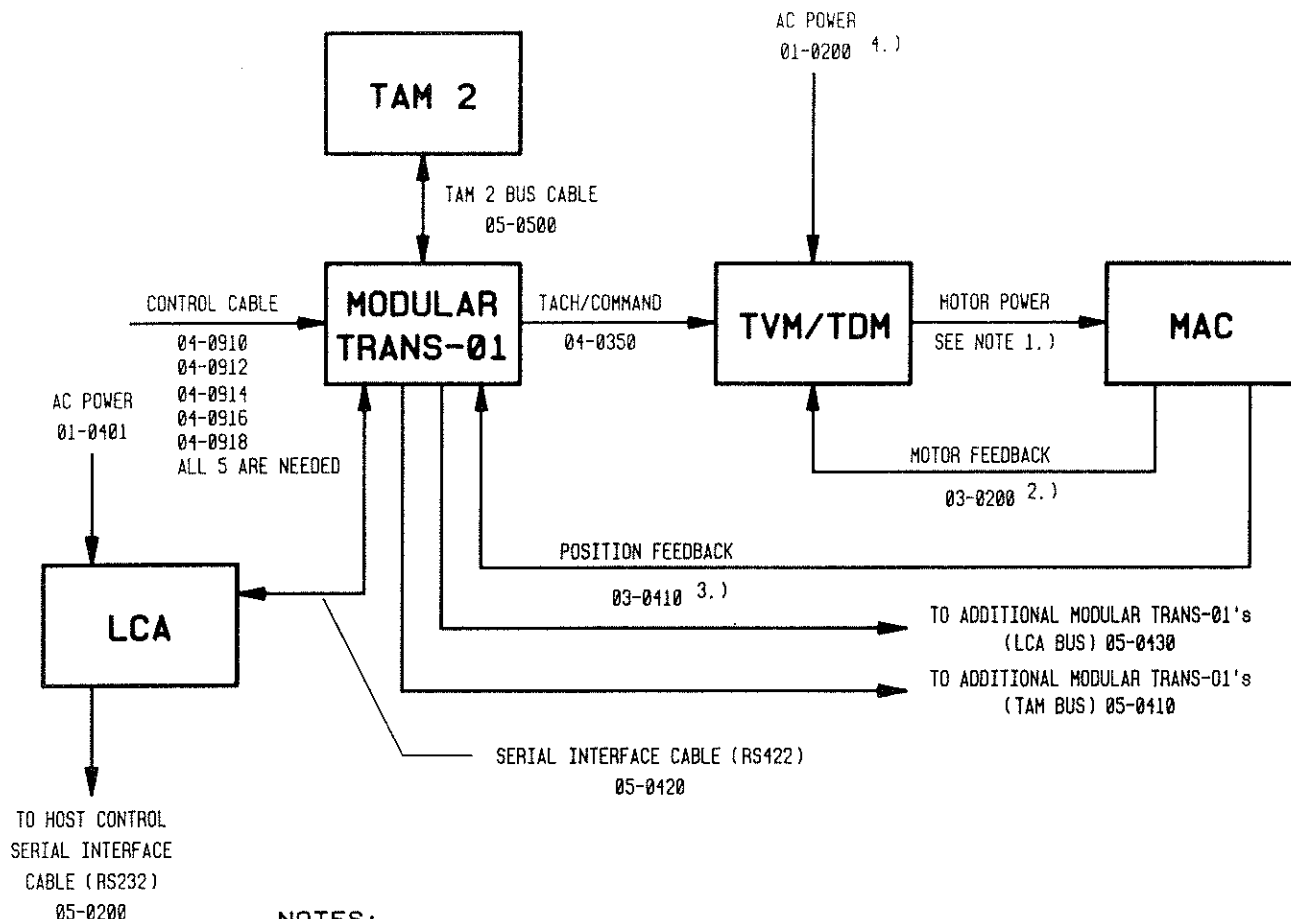 AC POWER
01-0200 4.)
TAM 2
TAM 2 BUS CABLE
05-0500
CONTROL CABLE
04-0910
04-0912
04-0914
04-0916
04-0918
ALL 5 ARE NEEDED
MODULAR
TRANS-01
TACH/COMMAND
04-0350
TVM/TDM
MOTOR POWER
SEE NOTE 1.)
MAC
AC POWER
01-0401
MOTOR FEEDBACK
03-0200 2.)
POSITION FEEDBACK
03-0410 3.)
LCA
TO ADDITIONAL MODULAR TRANS-01's
(LCA BUS) 05-0430
TO ADDITIONAL MODULAR TRANS-01's
(TAM BUS) 05-0410
SERIAL INTERFACE CABLE (RS422)
05-0420
TO HOST CONTROL
SERIAL INTERFACE
CABLE (RS232)
05-0200
NOTES: